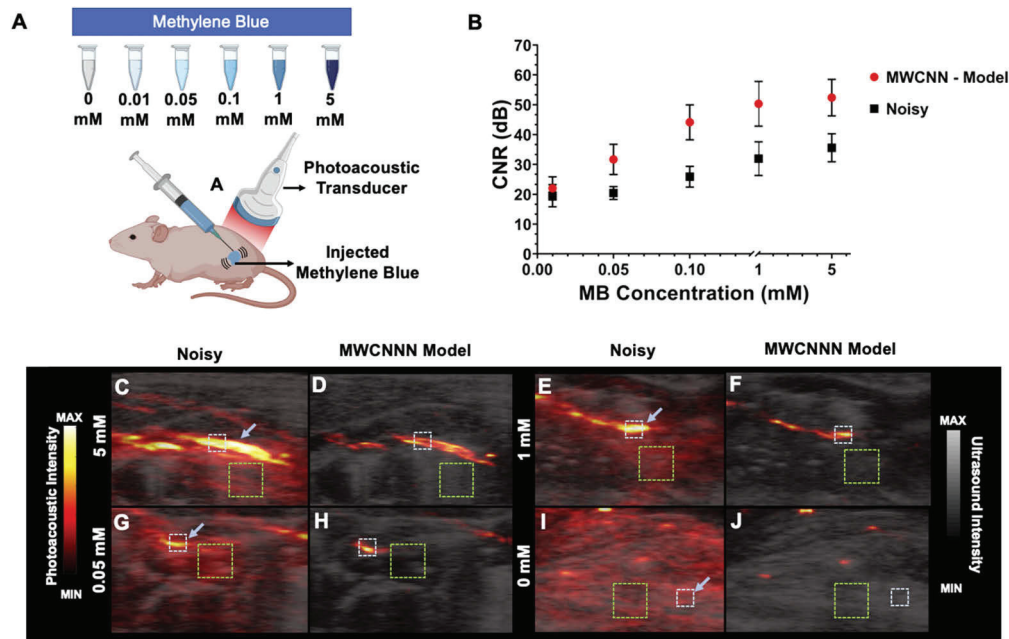 A
Methylene Blue
0 mM
0.01 mM
0.05 mM
0.1 mM
1 mM
5 mM
A
Photoacoustic
Transducer
Injected
Methylene Blue
B
CNR (dB)
70
60
50
40
30
20
10
0
0.00
0.05
0.10
1
5
MB Concentration (mM)
MWCNN - Model
Noisy
Noisy
MWCNNN Model
Noisy
MWCNNN Model
Photoacoustic Intensity
MAX
MIN
5 mM
C
D
1 mM
E
F
0.05 mM
G
H
0 mM
I
J
MAX
MIN
Ultrasound Intensity